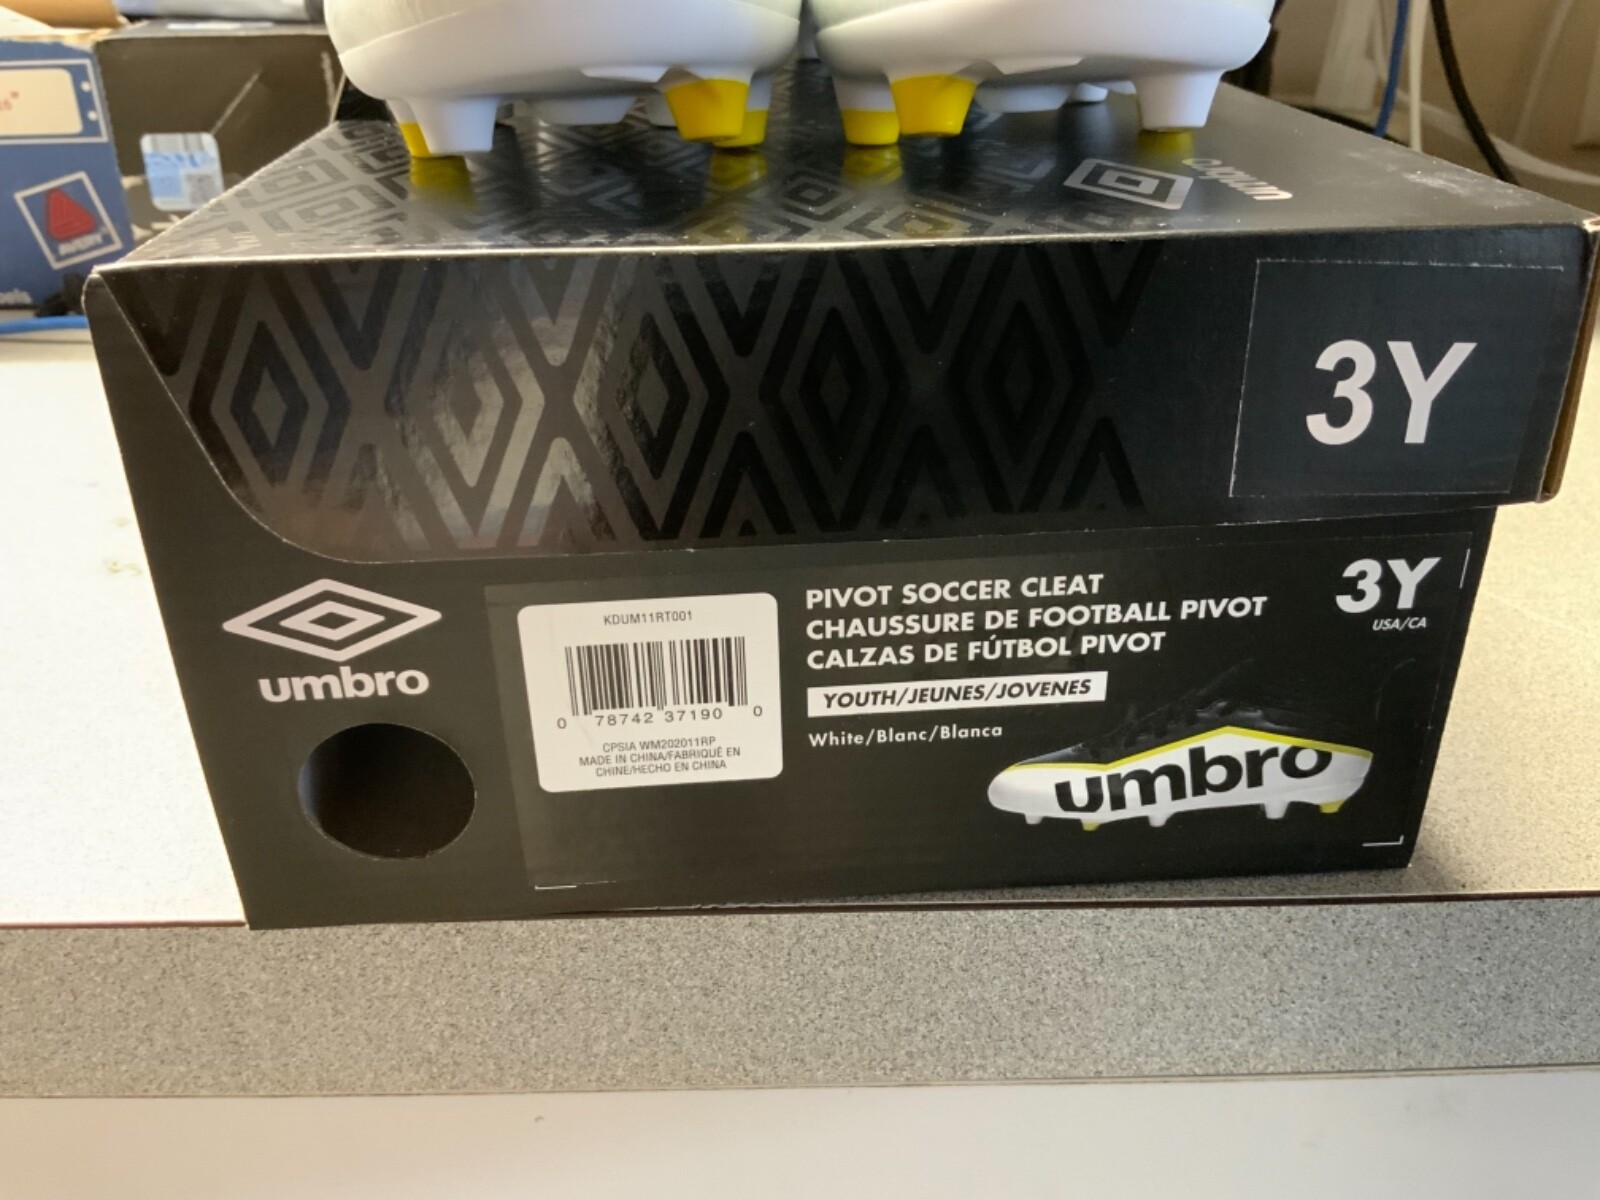 AVERY
umbro
3Y
umbro
KDUM11RT001
0 78742 37190 0
CPSIA WM202011RP
MADE IN CHINA/FABRIQUÉ EN
CHINE/HECHO EN CHINA
PIVOT SOCCER CLEAT
CHAUSSURE DE FOOTBALL PIVOT
CALZAS DE FÚTBOL PIVOT
YOUTH/JEUNES/JOVENES
White/Blanc/Blanca
3Y
USA/CA
umbro